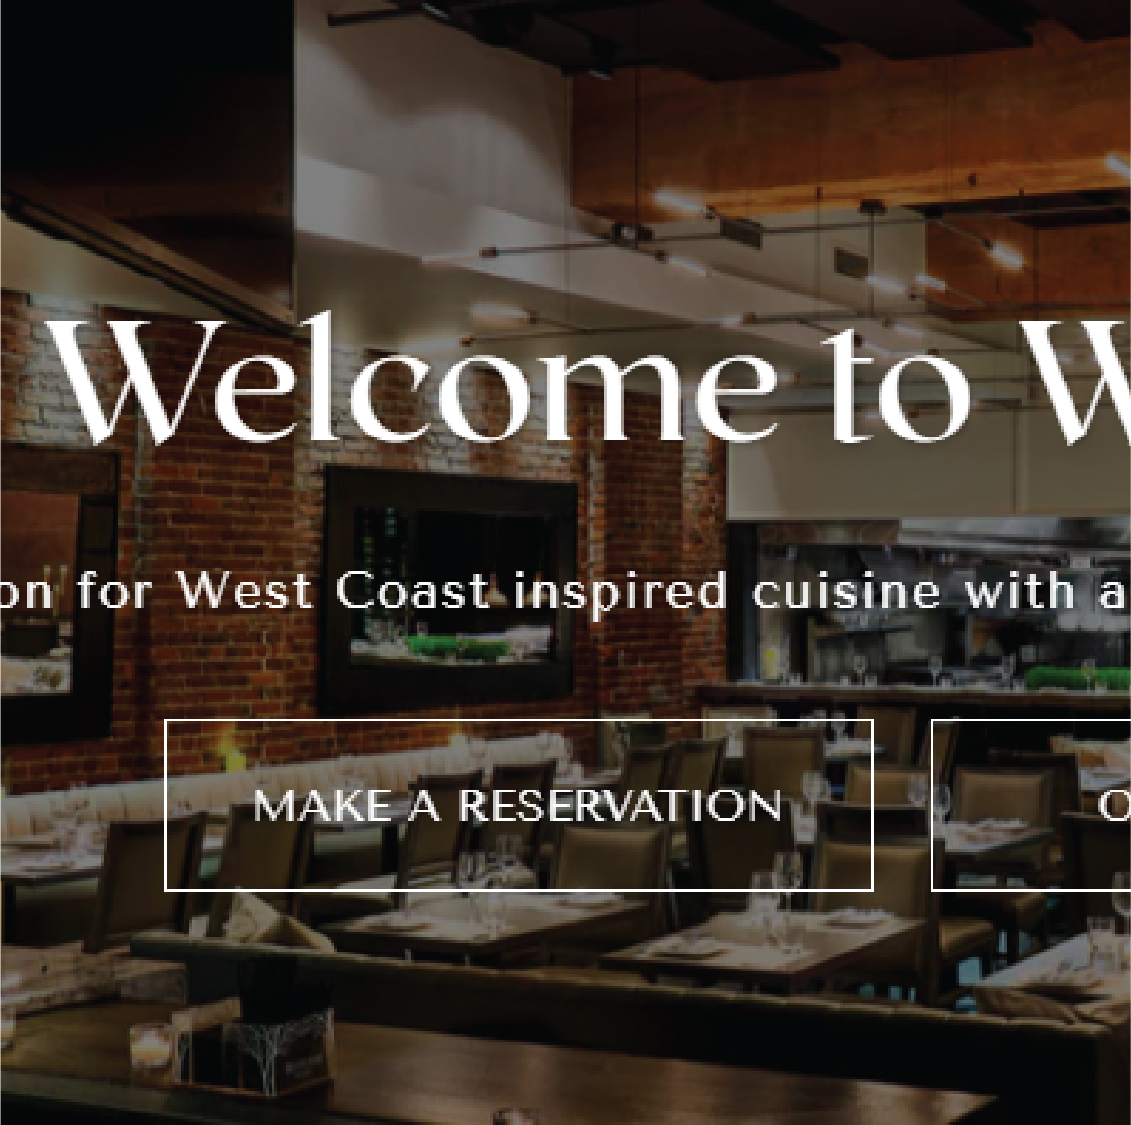 Welcome to W
on for West Coast inspired cuisine with a
MAKE A RESERVATION
O